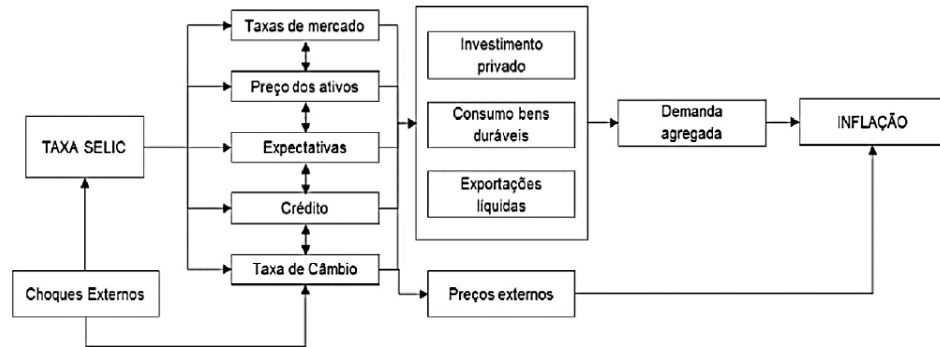 TAXA SELIC
Choques Externos
Taxas de mercado
Preço dos ativos
Expectativas
Crédito
Taxa de Câmbio
Investimento
privado
Consumo bens
duráveis
Exportações
líquidas
Preços externos
Demanda
agregada
INFLAÇÃO